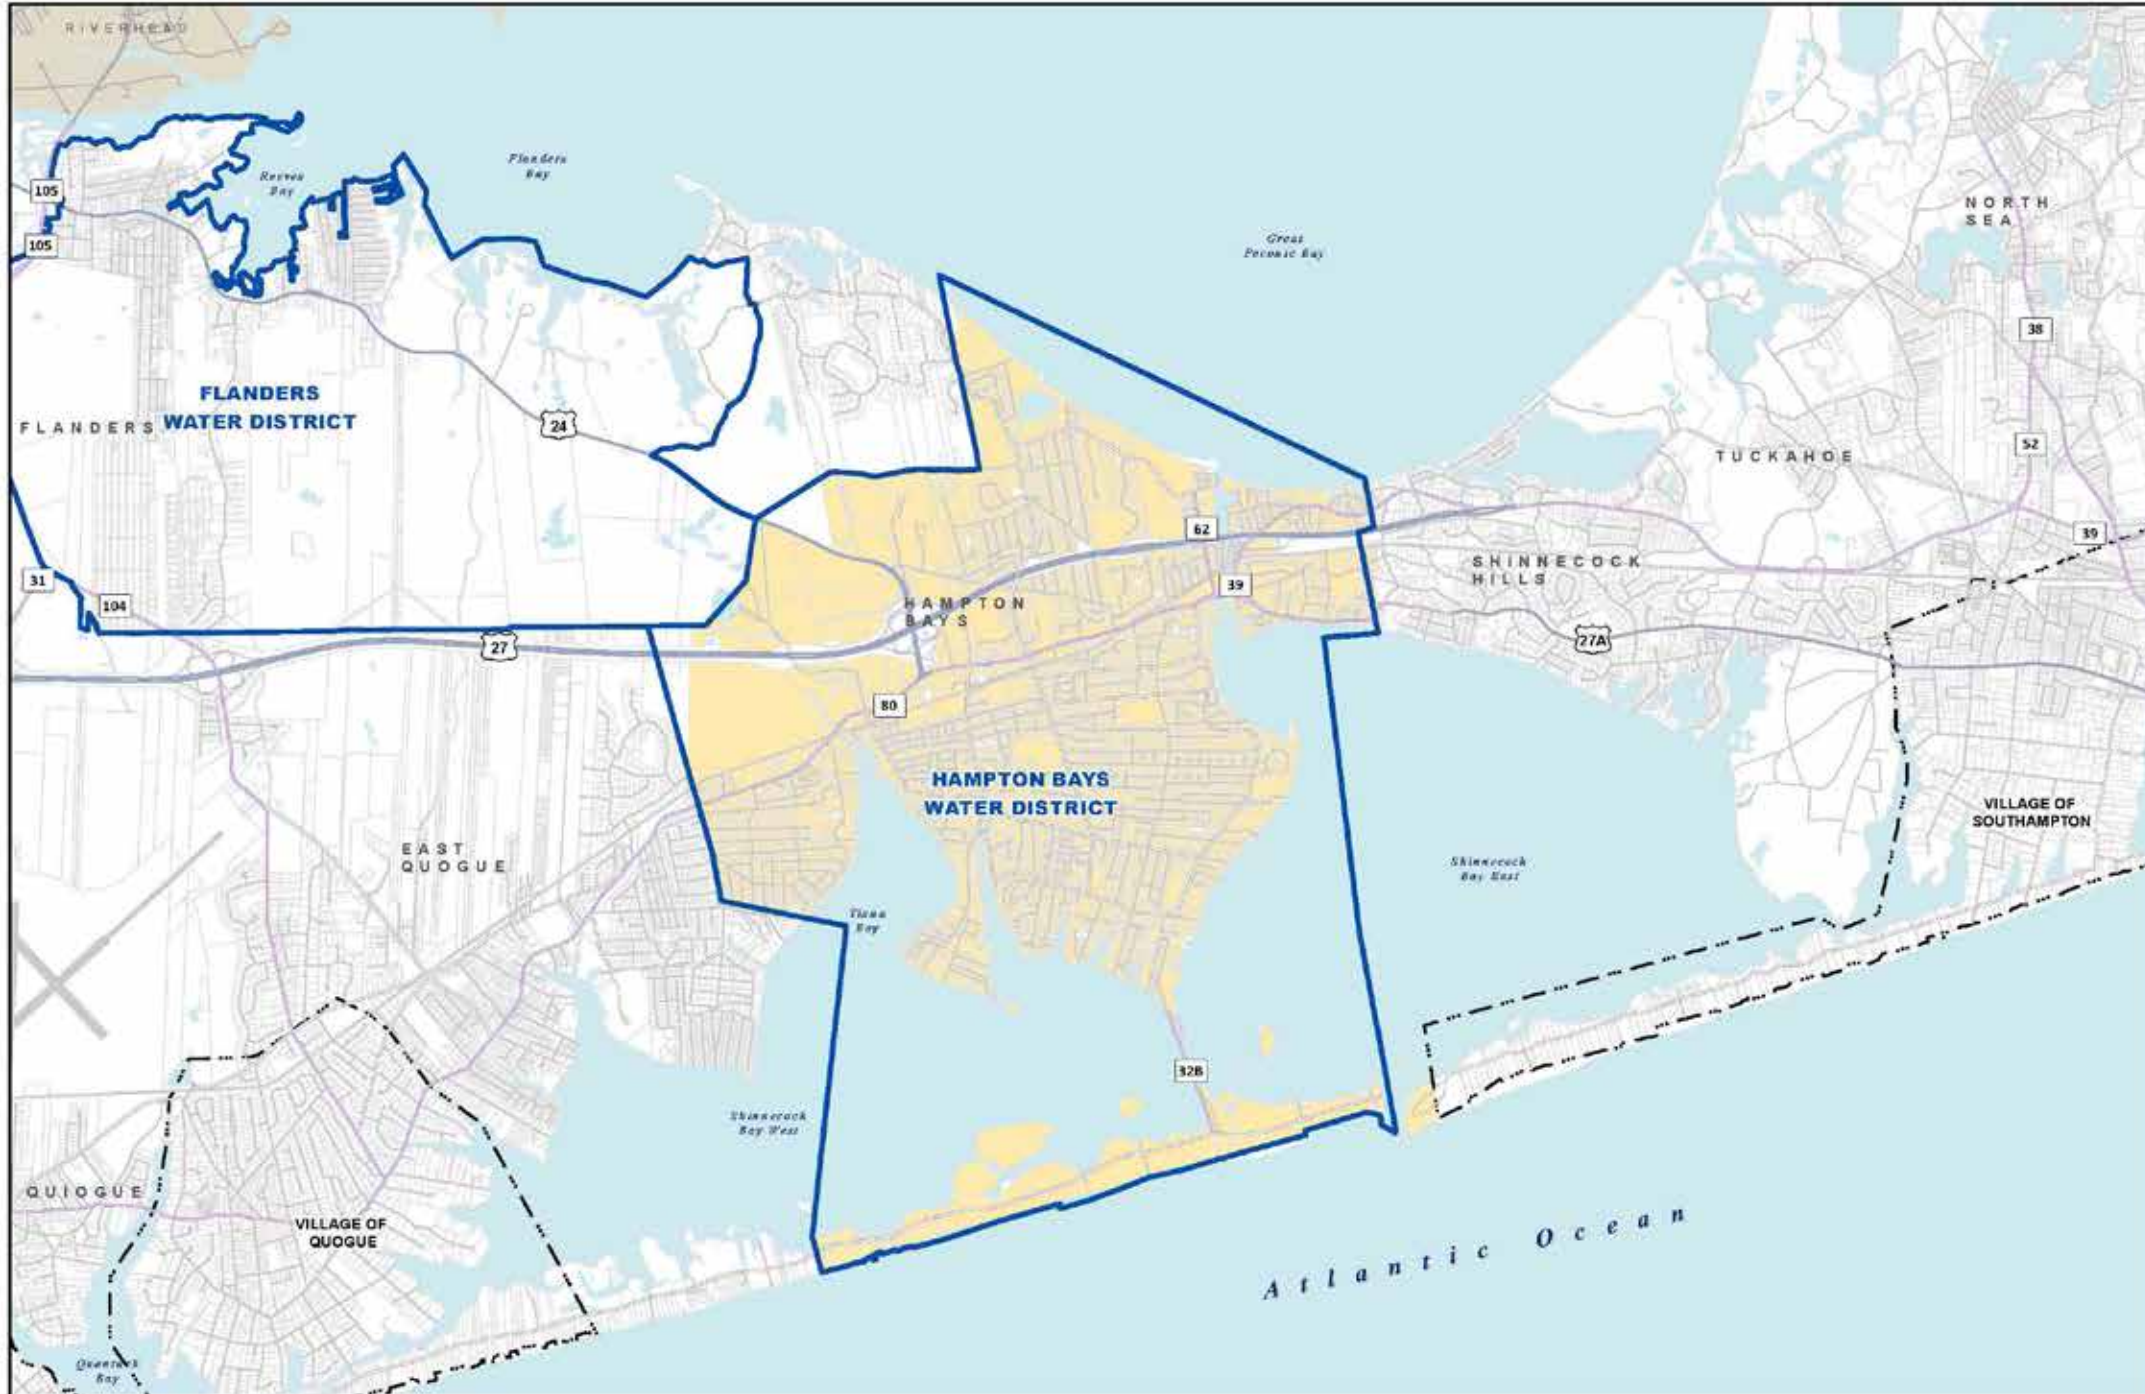 RIVERHEAD
Flanders
Bay
Reeves
Bay
105
105
Great
Peconic Bay
NORTH
SEA
38
FLANDERS
WATER DISTRICT
FLANDERS
24
52
TUCKAHOE
62
39
SHINNECOCK
HILLS
31
104
39
HAMPTON
BAYS
27
27A
80
HAMPTON BAYS
WATER DISTRICT
VILLAGE OF
SOUTHAMPTON
EAST
QUOGUE
Shinnecock
Bay East
Tiana
Bay
32B
Shinnecock
Bay West
QUIOGUE
VILLAGE OF
QUOGUE
Atlantic Ocean
Quantuck
Bay